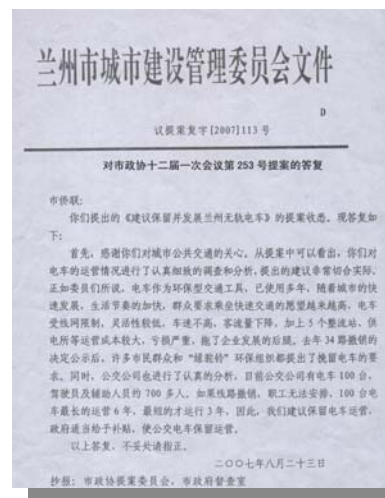 兰州市城市建设管理委员会文件
D
议提案复字[2007]113号
对市政协十二届一次会议第253号提案的答复
市侨联:
你们提出的《建议保留并发展兰州无轨电车》的提案收悉。现答复如
下:
首先,感谢你们对城市公共交通的关心。从提案中可以看出,你们对
电车的运营情况进行了认真细致的调查和分析,提出的建议非常切合实际。
正如委员们所说,电车作为环保型交通工具,已使用多年,随着城市的快
速发展,生活节奏的加快,群众要求乘坐快速交通的愿望越来越高,电车
受线网限制,灵活性较低,车速不高,客流量下降,加上5个整流站、供
电所等运营成本较大,亏损严重,拖了企业发展的后腿。去年34路撤销的
决定公示后,许多市民群众和“绿驼铃”环保组织都提出了挽留电车的要
求。同时,公交公司也进行了认真的分析,目前公交公司有电车100台,
驾驶员及辅助人员约700多人,如果线路撤销,职工无法安排,100台电
车最长的运营6年,最短的才运行3年,因此,我们建议保留电车运营,
政府适当给予补贴,使公交电车保留运营。
以上答复,不妥处请指正。
二〇〇七年八月二十三日
抄报:市政协提案委员会,市政府督查室